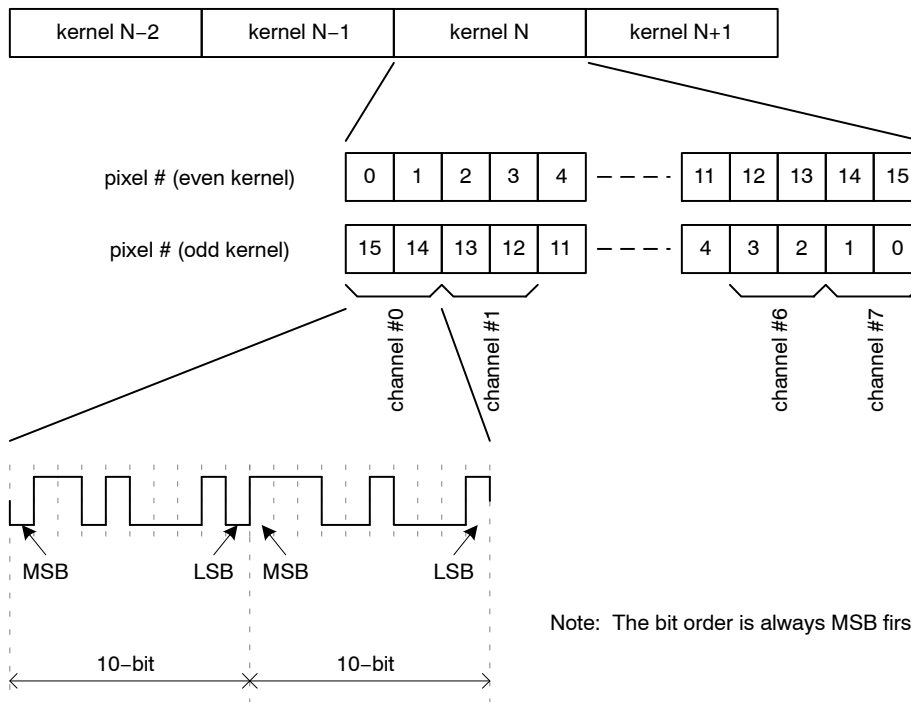 kernel N−2 kernel N−1 kernel N kernel N+1
pixel # (even kernel) 0 1 2 3 4 11 12 13 14 15
pixel # (odd kernel) 15 14 13 12 11 4 3 2 1 0
channel #0 channel #1 channel #6 channel #7
MSB LSB MSB LSB
Note: The bit order is always MSB firs
10−bit 10−bit